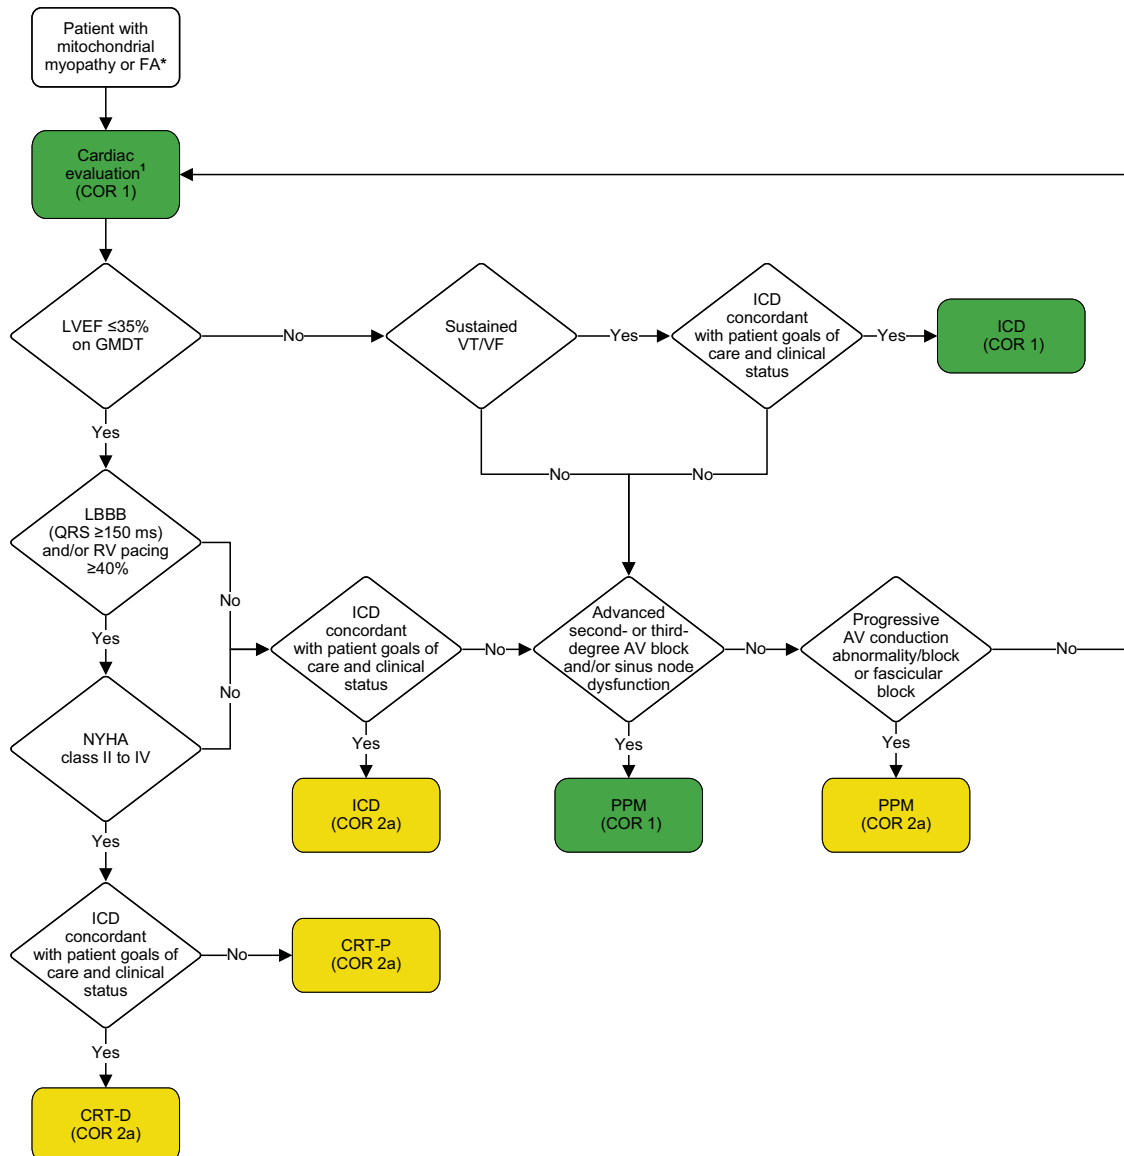 Patient with
mitochondrial
myopathy or FA*
Cardiac
evaluation¹
(COR 1)
LVEF ≤35%
on GMDT
No
Sustained
VT/VF
Yes
ICD
concordant
with patient goals of
care and clinical
status
Yes
ICD
(COR 1)
Yes
No
No
LBBB
(QRS ≥150 ms)
and/or RV pacing
≥40%
No
Yes
ICD
concordant
with patient goals of
care and clinical
status
No
Advanced
second- or third-
degree AV block
and/or sinus node
dysfunction
No
Progressive
AV conduction
abnormality/block
or fascicular
block
No
No
NYHA
class II to IV
Yes
Yes
Yes
ICD
(COR 2a)
PPM
(COR 1)
PPM
(COR 2a)
Yes
ICD
concordant
with patient goals of
care and clinical
status
No
CRT-P
(COR 2a)
Yes
CRT-D
(COR 2a)